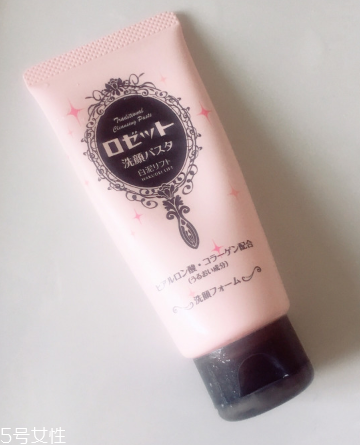 Traditional
Cleansing Paste
ロゼット
洗顔パスタ
白泥リフト
HAKUDEI LIFT
ヒアルロン酸・コラーゲン配合
(うるおい成分)
洗顔フォーム
5号女性